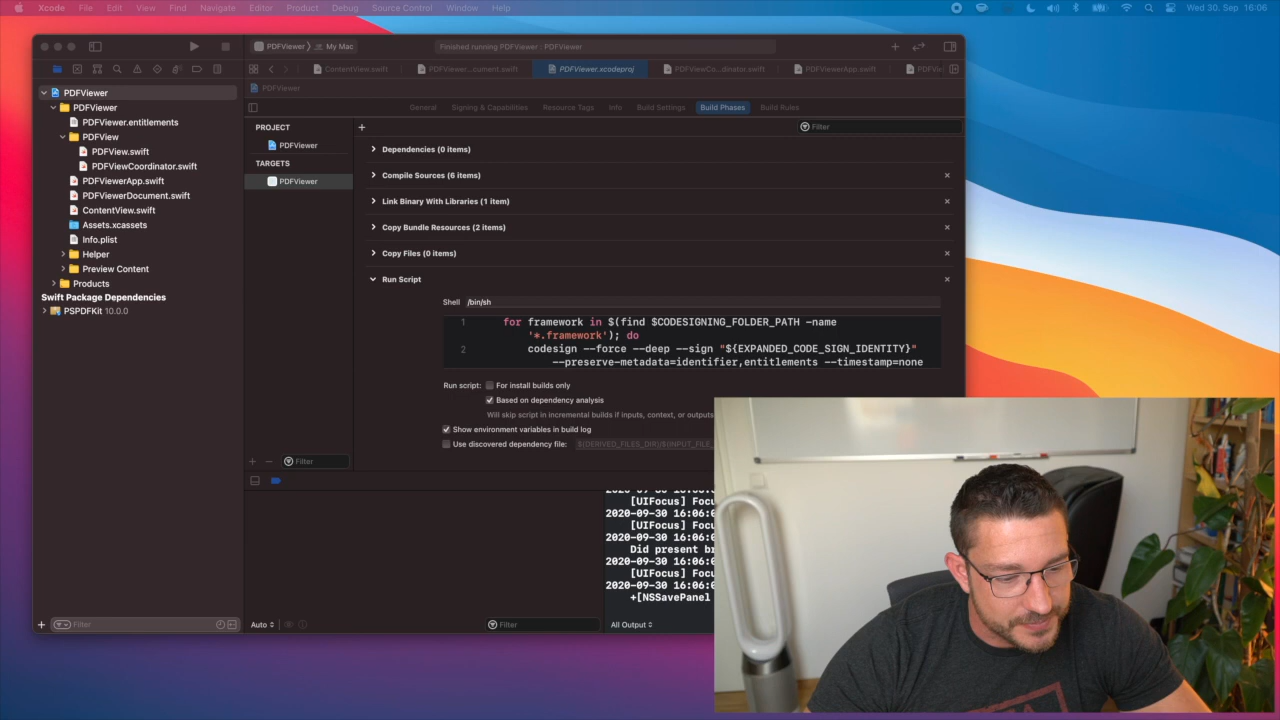 Xcode File Edit View Find Navigate Editor Product Debug Source Control Window Help
Wed 30. Sep 16:06
PDFViewer My Mac
Finished running PDFViewer : PDFViewer
ContentView.swift
PDFViewer...cument.swift
PDFViewer.xcodeproj
PDFViewCo...dinator.swift
PDFViewerApp.swift
PDFViewer
General Signing & Capabilities Resource Tags Info Build Settings Build Phases Build Rules
PDFViewer
PDFViewer
PDFViewer.entitlements
PDFView
PDFView.swift
PDFViewCoordinator.swift
PDFViewerApp.swift
PDFViewerDocument.swift
ContentView.swift
Assets.xcassets
Info.plist
Helper
Preview Content
Products
Swift Package Dependencies
PSPDFKit 10.0.0
Filter
PROJECT
PDFViewer
TARGETS
PDFViewer
Filter
Filter
Dependencies (0 items)
Compile Sources (6 items)
Link Binary With Libraries (1 item)
Copy Bundle Resources (2 items)
Copy Files (0 items)
Run Script
Shell /bin/sh
1 for framework in $(find $CODESIGNING_FOLDER_PATH -name
'*.framework'); do
2 codesign --force --deep --sign "${EXPANDED_CODE_SIGN_IDENTITY}"
--preserve-metadata=identifier,entitlements --timestamp=none
Run script: For install builds only
Based on dependency analysis
Will skip script in incremental builds if inputs, context, or outputs
Show environment variables in build log
Use discovered dependency file: $(DERIVED_FILES_DIR)/$(INPUT_FILE_
[UIFocus] Focu
2020-09-30 16:06:0
[UIFocus] Focu
2020-09-30 16:06:0
Did present br
2020-09-30 16:06:0
[UIFocus] Focu
2020-09-30 16:06:0
+[NSSavePanel
Auto
Filter
All Output